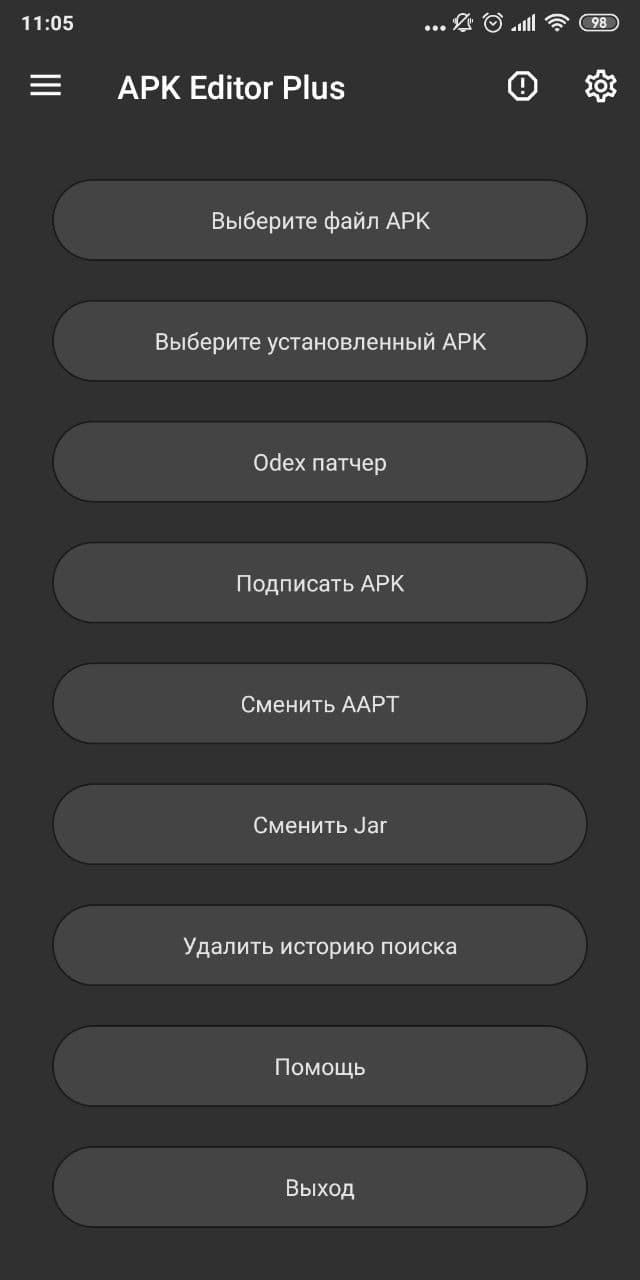 11:05
98
APK Editor Plus
Выберите файл APK
Выберите установленный APK
Odex патчер
Подписать APK
Сменить AAPT
Сменить Jar
Удалить историю поиска
Помощь
Выход